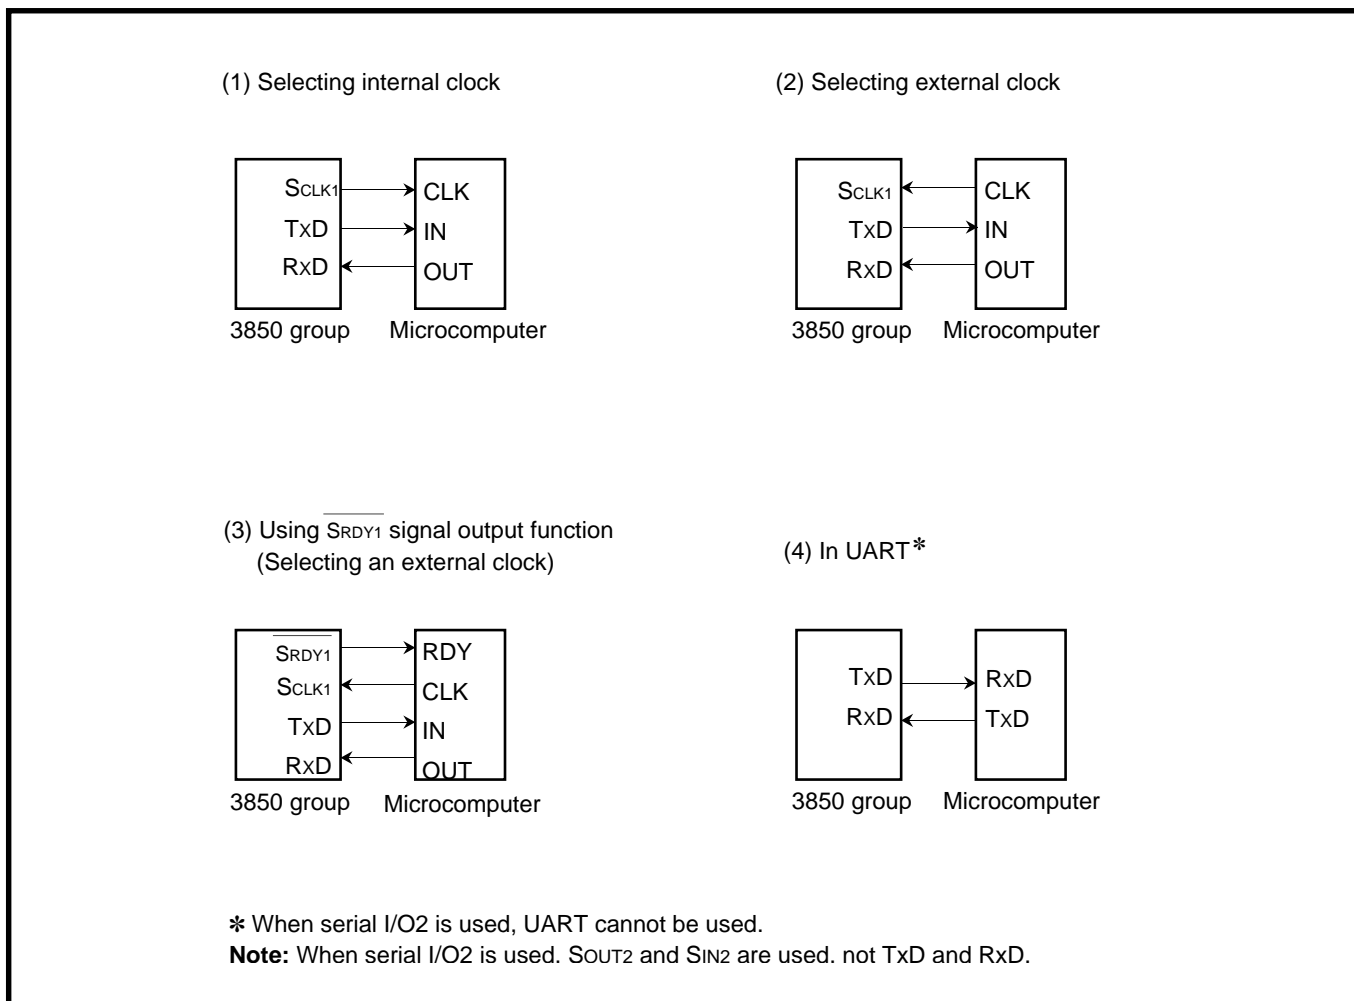 (1) Selecting internal clock
SCLK1
TxD
RxD
CLK
IN
OUT
3850 group
Microcomputer
(2) Selecting external clock
SCLK1
TxD
RxD
CLK
IN
OUT
3850 group
Microcomputer
(3) Using S̅R̅D̅Y̅1̅ signal output function
(Selecting an external clock)
S̅R̅D̅Y̅1̅
SCLK1
TxD
RxD
RDY
CLK
IN
OUT
3850 group
Microcomputer
(4) In UART*
TxD
RxD
RxD
TxD
3850 group
Microcomputer
* When serial I/O2 is used, UART cannot be used.
Note: When serial I/O2 is used. SOUT2 and SIN2 are used. not TxD and RxD.